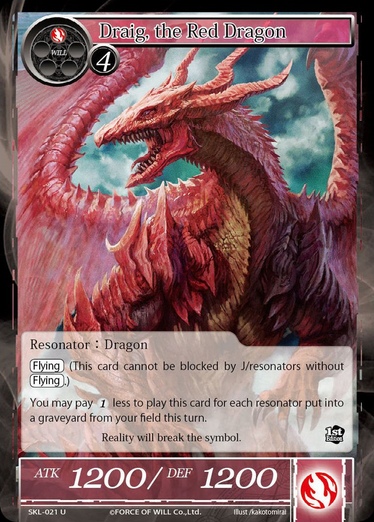 Draig, the Red Dragon
WILL
4
Resonator : Dragon
Flying (This card cannot be blocked by J/resonators without
Flying.)
You may pay 1 less to play this card for each resonator put into
a graveyard from your field this turn.
1st
Edition
Reality will break the symbol.
ATK 1200 / DEF 1200
SKL-021 U ©FORCE OF WILL Co.,Ltd. Illust /kakotomirai